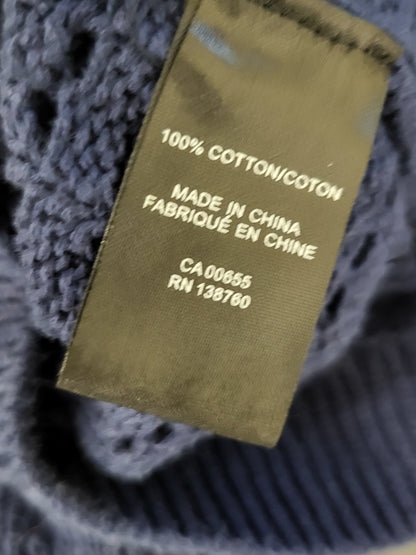 100% COTTON/COTON
MADE IN CHINA
FABRIQUÉ EN CHINE
CA 00655
RN 138760